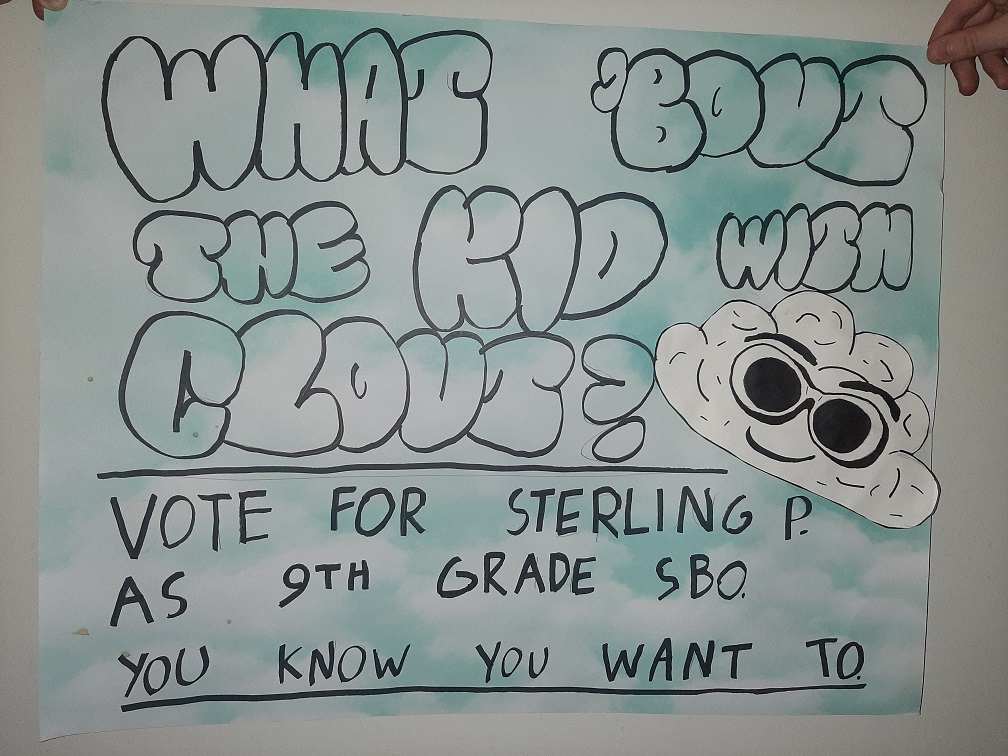 WHAT 'BOUT
THE KID WITH
CLOUT?
VOTE FOR STERLING P.
AS 9TH GRADE SBO.
YOU KNOW YOU WANT TO.